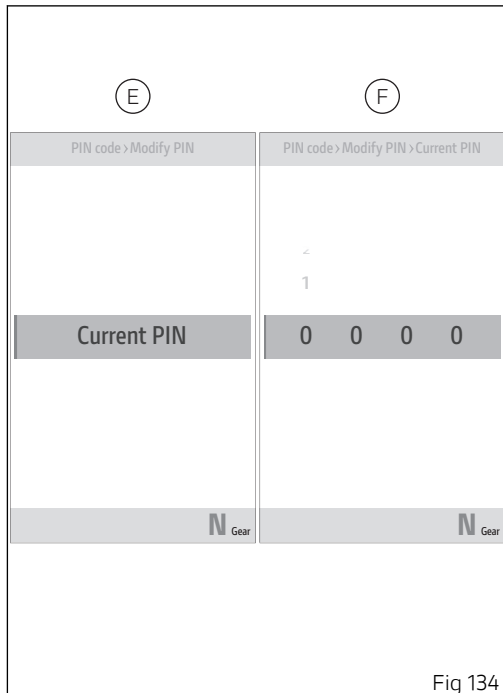 E
F
PIN code›Modify PIN
PIN code›Modify PIN›Current PIN
2
1
Current PIN
0 0 0 0
N Gear
N Gear
Fig 134